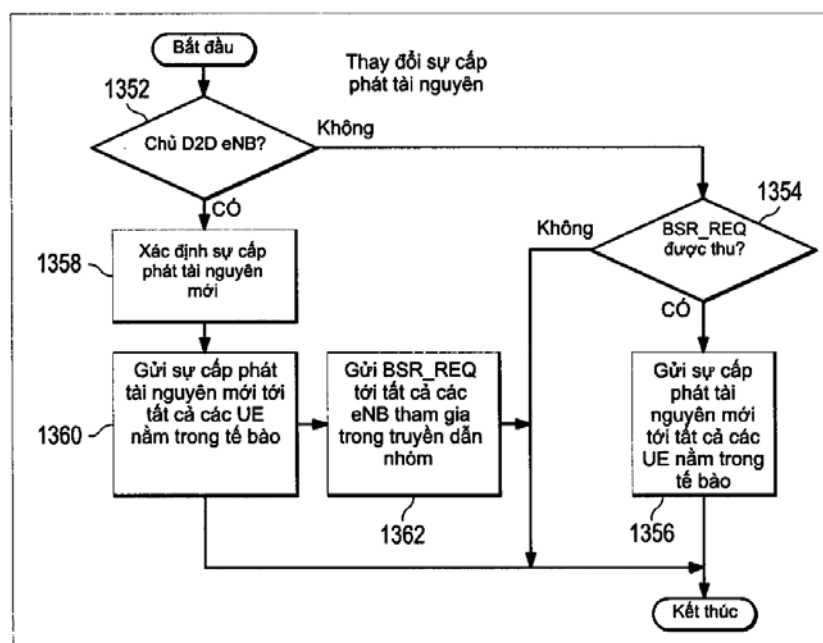 Bắt đầu
Thay đổi sự cấp
phát tài nguyên
1352
Chủ D2D eNB?
Không
CÓ
1354
Không
BSR_REQ
được thu?
CÓ
1358
Xác định sự cấp
phát tài nguyên
mới
1360
Gửi sự cấp phát
tài nguyên mới tới
tất cả các UE
nằm trong tế bào
Gửi BSR_REQ
tới tất cả các
eNB tham gia
trong truyền dẫn
nhóm
1362
Gửi sự cấp
phát tài
nguyên mới
tới tất cả các
UE nằm trong
tế bào
1356
Kết thúc